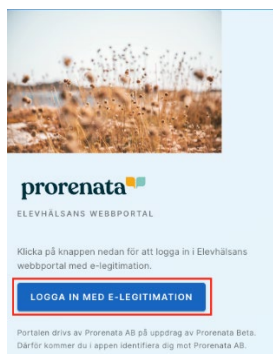 prorenata
ELEVHÄLSANS WEBBPORTAL
Klicka på knappen nedan för att logga in i Elevhälsans
webbportal med e-legitimation.
LOGGA IN MED E-LEGITIMATION
Portalen drivs av Prorenata AB på uppdrag av Prorenata Beta.
Därför kommer du i appen identifiera dig mot Prorenata AB.